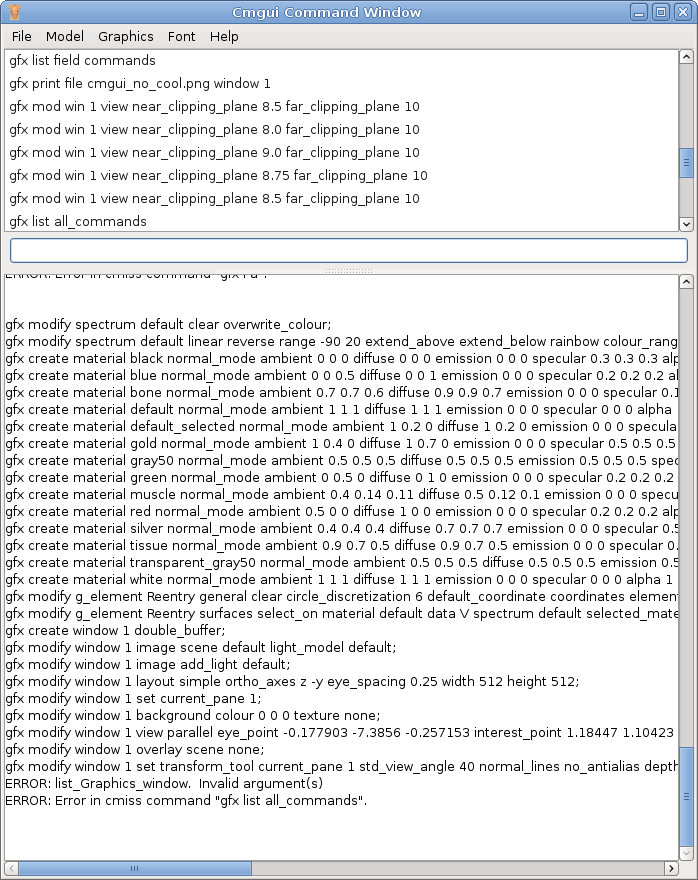 Cmgui Command Window
File Model Graphics Font Help
gfx list field commands
gfx print file cmgui_no_cool.png window 1
gfx mod win 1 view near_clipping_plane 8.5 far_clipping_plane 10
gfx mod win 1 view near_clipping_plane 8.0 far_clipping_plane 10
gfx mod win 1 view near_clipping_plane 9.0 far_clipping_plane 10
gfx mod win 1 view near_clipping_plane 8.75 far_clipping_plane 10
gfx mod win 1 view near_clipping_plane 8.5 far_clipping_plane 10
gfx list all_commands
ERROR: Error in cmiss command "gfx
gfx modify spectrum default clear overwrite_colour;
gfx modify spectrum default linear reverse range -90 20 extend_above extend_below rainbow colour_rang
gfx create material black normal_mode ambient 0 0 0 diffuse 0 0 0 emission 0 0 0 specular 0.3 0.3 0.3 alp
gfx create material blue normal_mode ambient 0 0 0.5 diffuse 0 0 1 emission 0 0 0 specular 0.2 0.2 0.2 al
gfx create material bone normal_mode ambient 0.7 0.7 0.6 diffuse 0.9 0.9 0.7 emission 0 0 0 specular 0.1
gfx create material default normal_mode ambient 1 1 1 diffuse 1 1 1 emission 0 0 0 specular 0 0 0 alpha
gfx create material default_selected normal_mode ambient 1 0.2 0 diffuse 1 0.2 0 emission 0 0 0 specula
gfx create material gold normal_mode ambient 1 0.4 0 diffuse 1 0.7 0 emission 0 0 0 specular 0.5 0.5 0.5
gfx create material gray50 normal_mode ambient 0.5 0.5 0.5 diffuse 0.5 0.5 0.5 emission 0.5 0.5 0.5 spec
gfx create material green normal_mode ambient 0 0.5 0 diffuse 0 1 0 emission 0 0 0 specular 0.2 0.2 0.2
gfx create material muscle normal_mode ambient 0.4 0.14 0.11 diffuse 0.5 0.12 0.1 emission 0 0 0 specu
gfx create material red normal_mode ambient 0.5 0 0 diffuse 1 0 0 emission 0 0 0 specular 0.2 0.2 0.2 alp
gfx create material silver normal_mode ambient 0.4 0.4 0.4 diffuse 0.7 0.7 0.7 emission 0 0 0 specular 0.5
gfx create material tissue normal_mode ambient 0.9 0.7 0.5 diffuse 0.9 0.7 0.5 emission 0 0 0 specular 0.
gfx create material transparent_gray50 normal_mode ambient 0.5 0.5 0.5 diffuse 0.5 0.5 0.5 emission 0.5
gfx create material white normal_mode ambient 1 1 1 diffuse 1 1 1 emission 0 0 0 specular 0 0 0 alpha 1
gfx modify g_element Reentry general clear circle_discretization 6 default_coordinate coordinates elemen
gfx modify g_element Reentry surfaces select_on material default data V spectrum default selected_mate
gfx create window 1 double_buffer;
gfx modify window 1 image scene default light_model default;
gfx modify window 1 image add_light default;
gfx modify window 1 layout simple ortho_axes z -y eye_spacing 0.25 width 512 height 512;
gfx modify window 1 set current_pane 1;
gfx modify window 1 background colour 0 0 0 texture none;
gfx modify window 1 view parallel eye_point -0.177903 -7.3856 -0.257153 interest_point 1.18447 1.10423
gfx modify window 1 overlay scene none;
gfx modify window 1 set transform_tool current_pane 1 std_view_angle 40 normal_lines no_antialias depth
ERROR: list_Graphics_window.  Invalid argument(s)
ERROR: Error in cmiss command "gfx list all_commands".